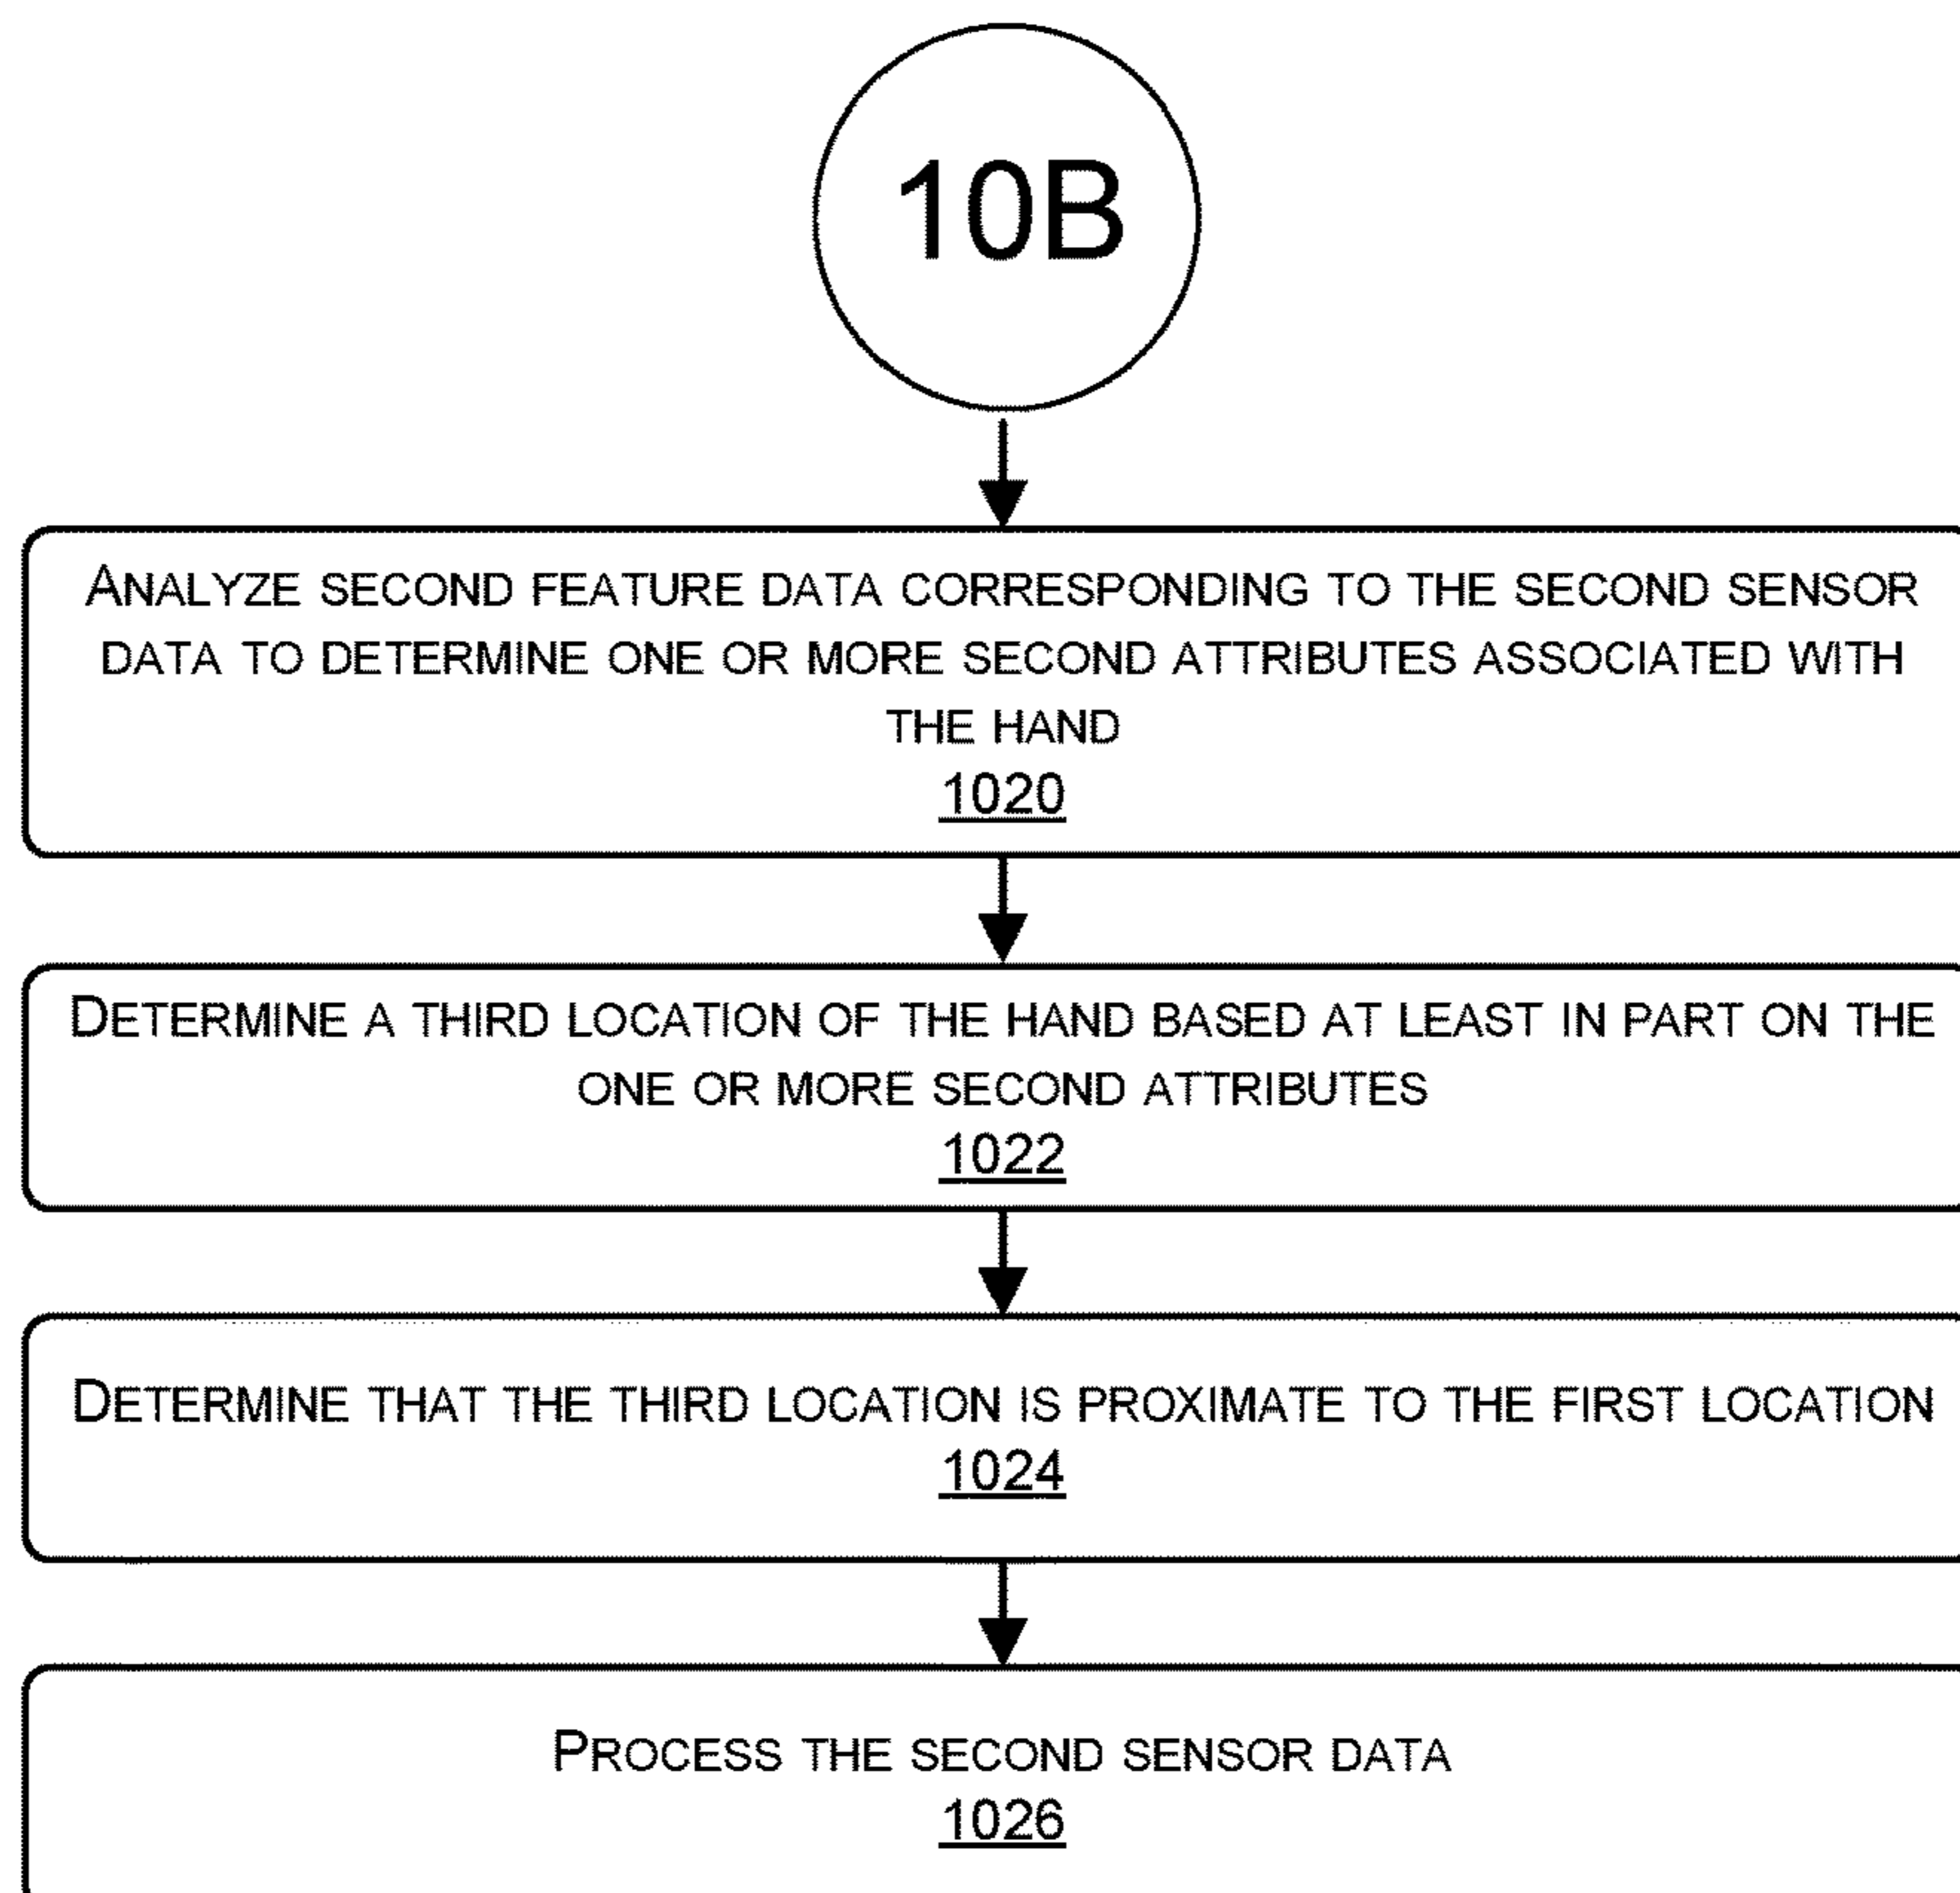 10B
ANALYZE SECOND FEATURE DATA CORRESPONDING TO THE SECOND SENSOR
DATA TO DETERMINE ONE OR MORE SECOND ATTRIBUTES ASSOCIATED WITH
THE HAND
1020
DETERMINE A THIRD LOCATION OF THE HAND BASED AT LEAST IN PART ON THE
ONE OR MORE SECOND ATTRIBUTES
1022
DETERMINE THAT THE THIRD LOCATION IS PROXIMATE TO THE FIRST LOCATION
1024
PROCESS THE SECOND SENSOR DATA
1026